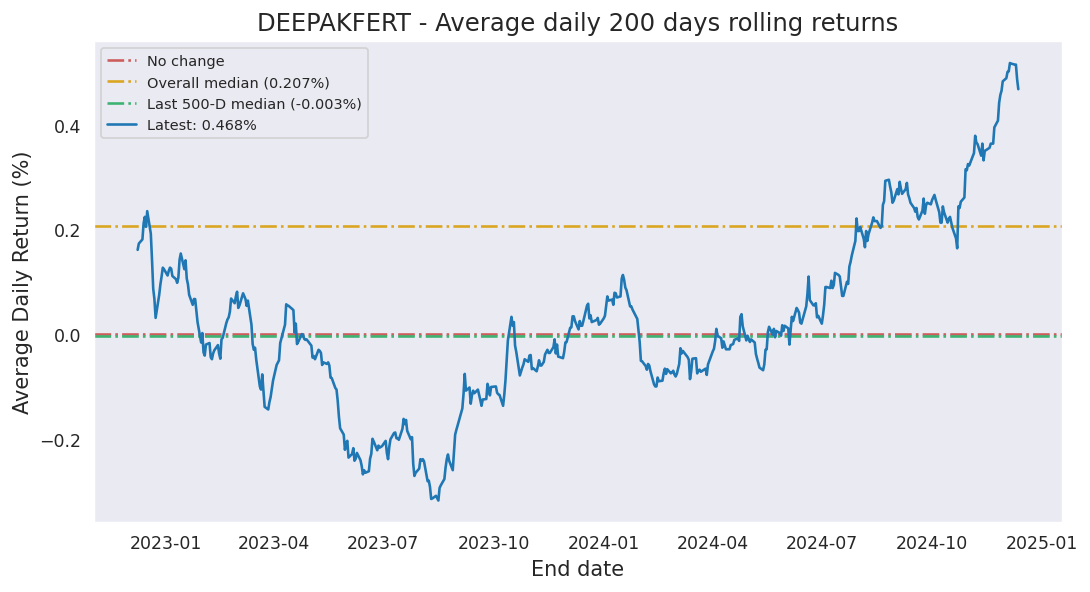 DEEPAKFERT - Average daily 200 days rolling returns
No change
Overall median (0.207%)
Last 500-D median (-0.003%)
Latest: 0.468%
Average Daily Return (%)
0.4
0.2
0.0
−0.2
2023-01 2023-04 2023-07 2023-10 2024-01 2024-04 2024-07 2024-10 2025-01
End date